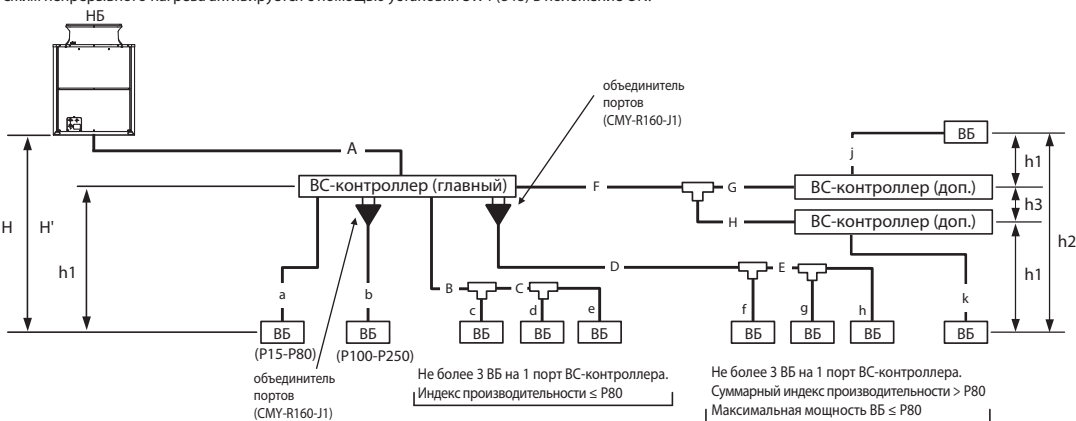 НБ
объединитель
портов
(CMY-R160-J1)
A
ВБ
j
h1
ВС-контроллер (главный)
F
G
ВС-контроллер (доп.)
h3
H
ВС-контроллер (доп.)
H
H'
h2
h1
D
E
h1
a
b
B
C
c
d
e
f
g
h
k
ВБ
ВБ
ВБ
ВБ
ВБ
ВБ
ВБ
ВБ
ВБ
(P15-P80)
(P100-P250)
объединитель
портов
(CMY-R160-J1)
Не более 3 ВБ на 1 порт ВС-контроллера.
Индекс производительности ≤ P80
Не более 3 ВБ на 1 порт ВС-контроллера.
Суммарный индекс производительности > P80
Максимальная мощность ВБ ≤ P80